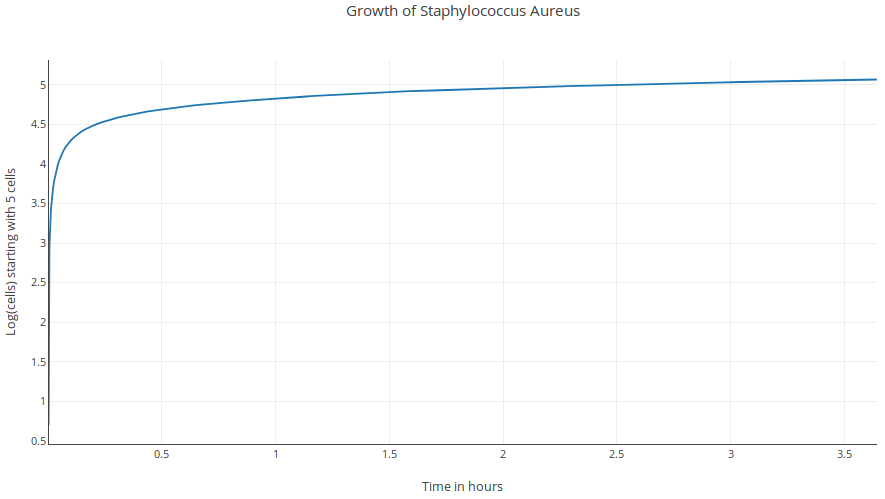 Growth of Staphylococcus Aureus
Log(cells) starting with 5 cells
5
4.5
4
3.5
3
2.5
2
1.5
1
0.5
0.5 1 1.5 2 2.5 3 3.5
Time in hours